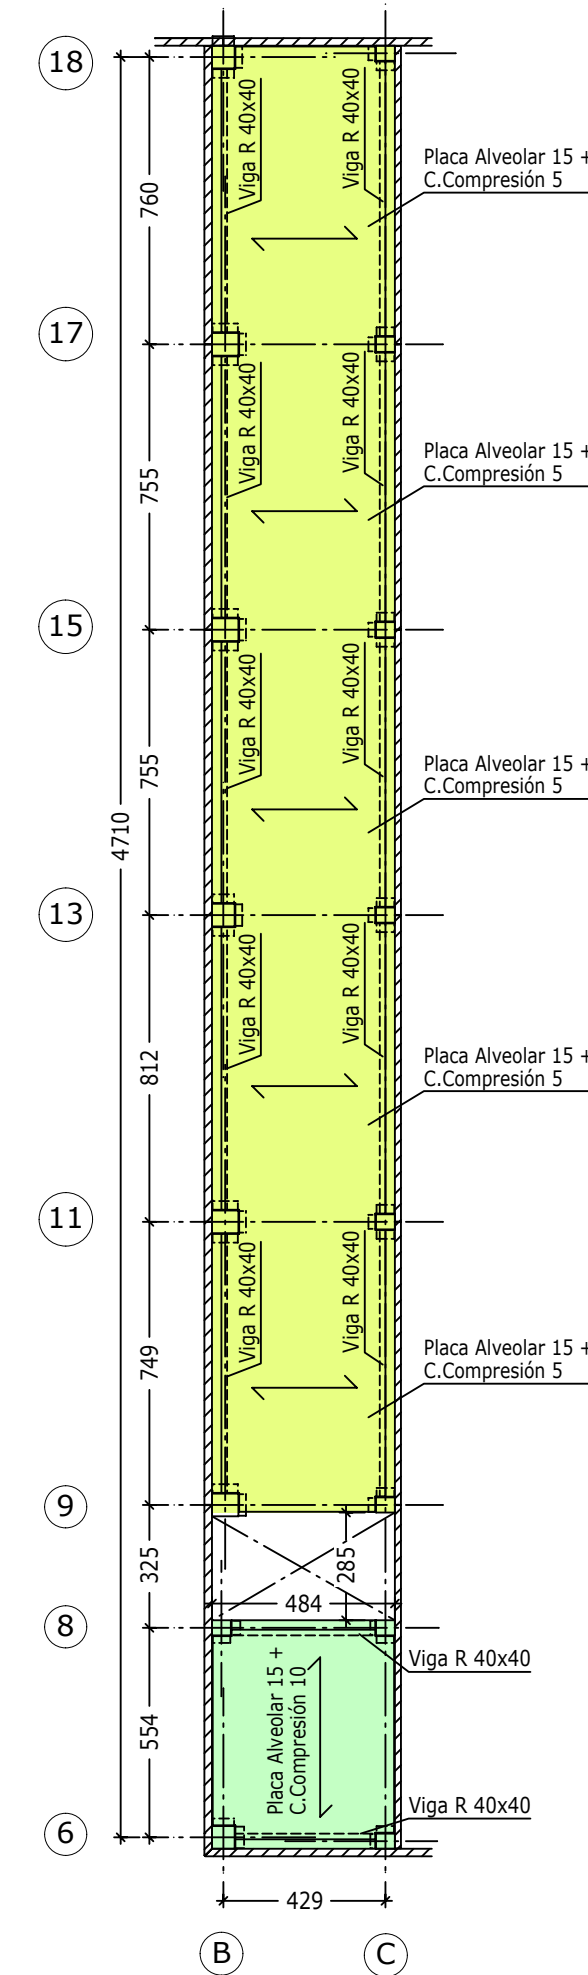 18
760
Viga R 40x40
Viga R 40x40
Placa Alveolar 15 +
C.Compresión 5
17
755
Viga R 40x40
Viga R 40x40
Placa Alveolar 15 +
C.Compresión 5
15
755
4710
Viga R 40x40
Viga R 40x40
Placa Alveolar 15 +
C.Compresión 5
13
812
Viga R 40x40
Viga R 40x40
Placa Alveolar 15 +
C.Compresión 5
11
749
Viga R 40x40
Viga R 40x40
Placa Alveolar 15 +
C.Compresión 5
9
325
285
484
8
Viga R 40x40
554
Placa Alveolar 15 +
C.Compresión 10
Viga R 40x40
6
429
B
C